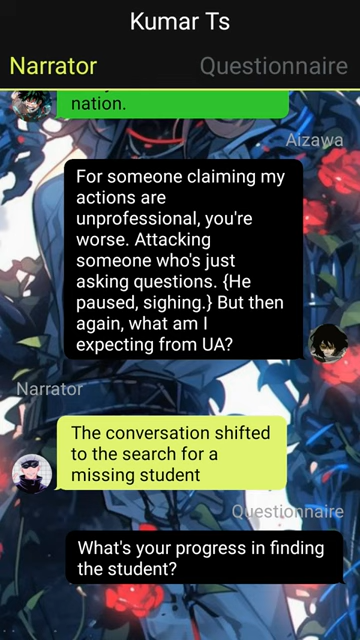 Kumar Ts
Narrator
Questionnaire
nation.
Aizawa
For someone claiming my
actions are
unprofessional, you're
worse. Attacking
someone who's just
asking questions. {He
paused, sighing.} But then
again, what am I
expecting from UA?
Narrator
The conversation shifted
to the search for a
missing student
Questionnaire
What's your progress in finding
the student?